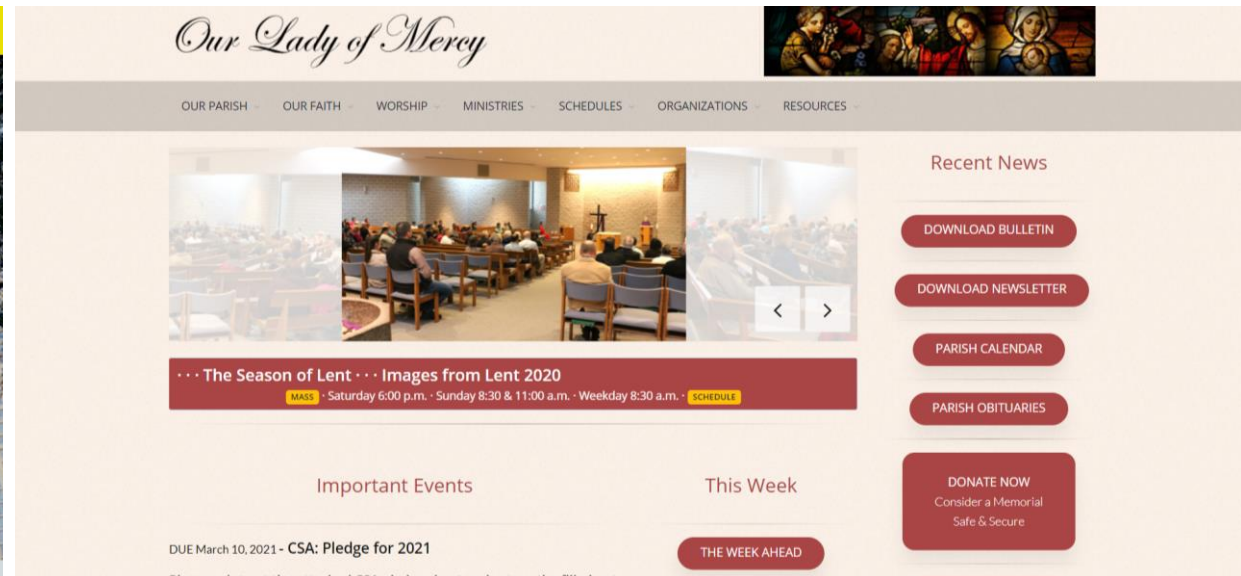 Our Lady of Mercy
OUR PARISH OUR FAITH WORSHIP MINISTRIES SCHEDULES ORGANIZATIONS RESOURCES
Recent News
DOWNLOAD BULLETIN
DOWNLOAD NEWSLETTER
PARISH CALENDAR
PARISH OBITUARIES
DONATE NOW
Consider a Memorial
Safe & Secure
· · · The Season of Lent · · · Images from Lent 2020
MASS · Saturday 6:00 p.m. · Sunday 8:30 & 11:00 a.m. · Weekday 8:30 a.m. · SCHEDULE
Important Events
DUE March 10, 2021 - CSA: Pledge for 2021
This Week
THE WEEK AHEAD